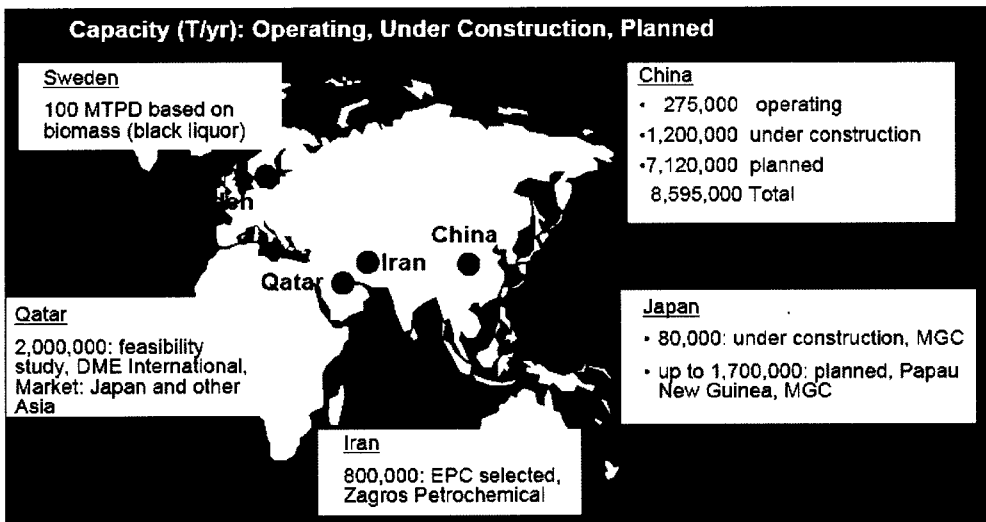 Capacity (T/yr): Operating, Under Construction, Planned
Sweden
100 MTPD based on
biomass (black liquor)
China
• 275,000 operating
•1,200,000 under construction
•7,120,000 planned
8,595,000 Total
China
Iran
Qatar
Qatar
2,000,000: feasibility
study, DME International,
Market: Japan and other
Asia
Japan
• 80,000: under construction, MGC
• up to 1,700,000: planned, Papau
New Guinea, MGC
Iran
800,000: EPC selected,
Zagros Petrochemical